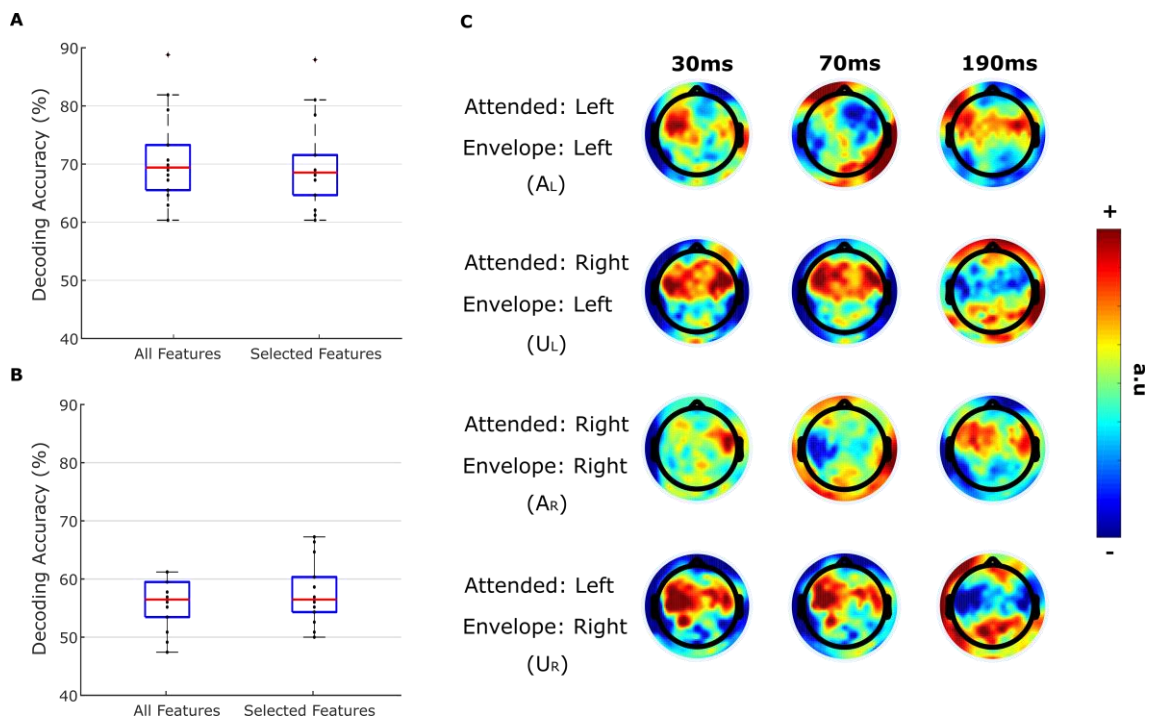 A
90
80
70
60
50
40
Decoding Accuracy (%)
All Features
Selected Features
B
90
80
70
60
50
40
Decoding Accuracy (%)
All Features
Selected Features
C
30ms
70ms
190ms
Attended: Left
Envelope: Left
(AL)
Attended: Right
Envelope: Left
(UL)
Attended: Right
Envelope: Right
(AR)
Attended: Left
Envelope: Right
(UR)
+
a.u
-